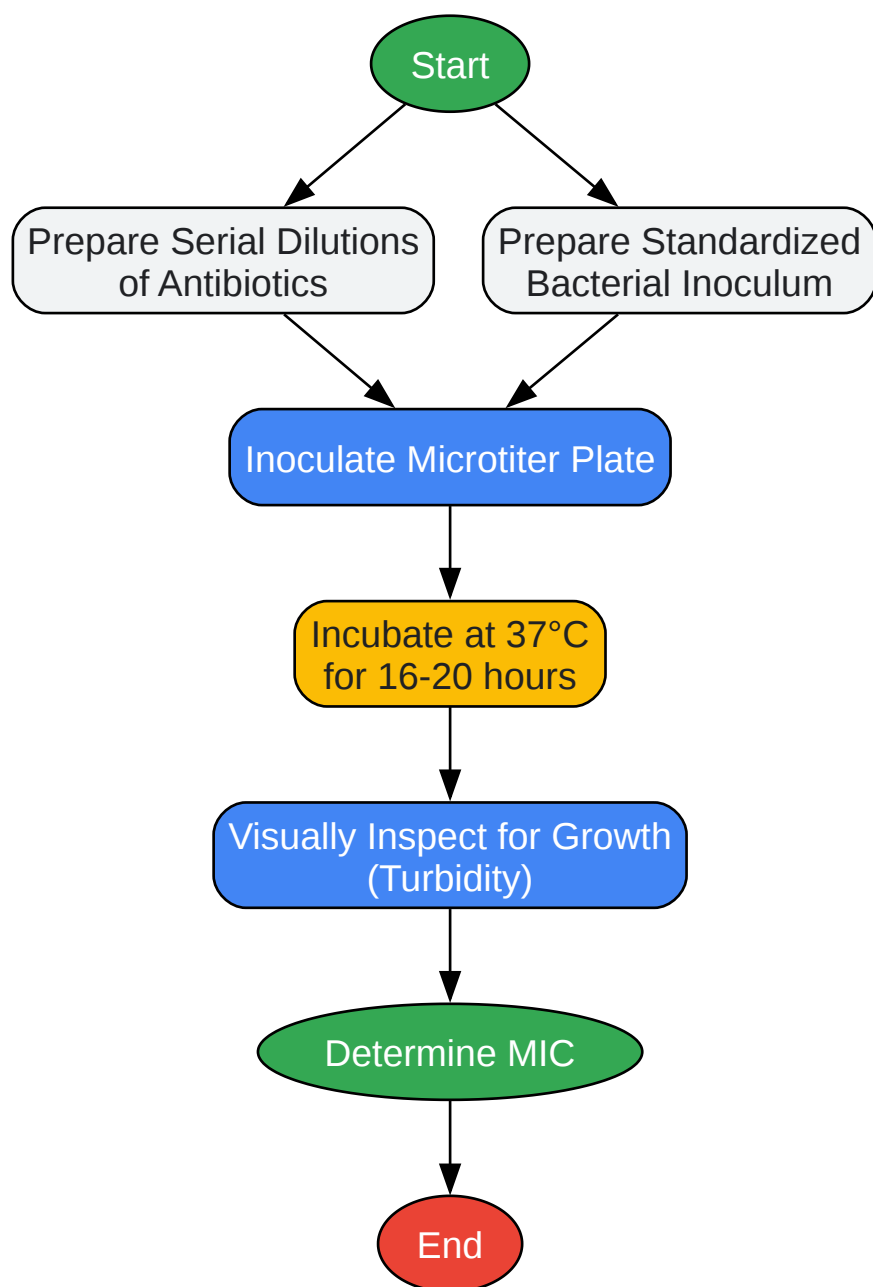 Start
Prepare Serial Dilutions
of Antibiotics
Prepare Standardized
Bacterial Inoculum
Inoculate Microtiter Plate
Incubate at 37°C
for 16-20 hours
Visually Inspect for Growth
(Turbidity)
Determine MIC
End